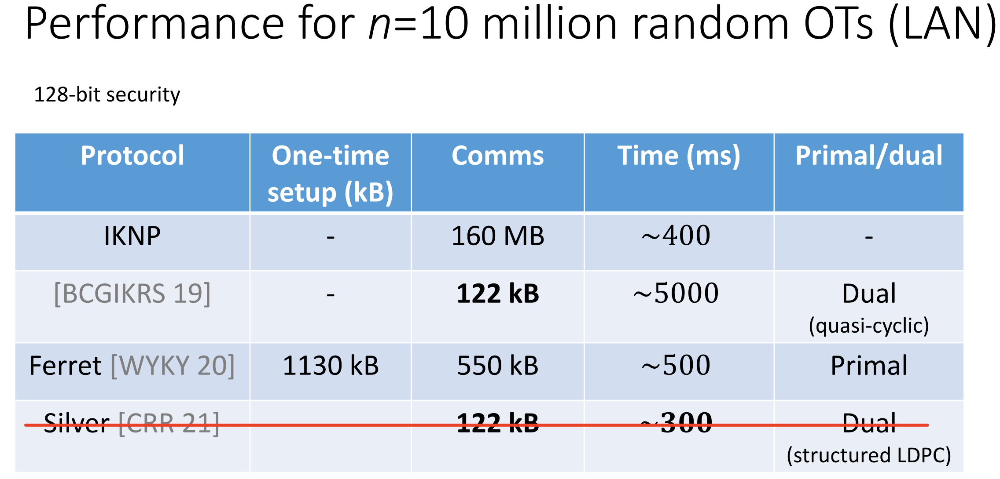 Performance for n=10 million random OTs (LAN)
128-bit security
Protocol One-time setup (kB) Comms Time (ms) Primal/dual
IKNP - 160 MB ~400 -
[BCGIKRS 19] - 122 kB ~5000 Dual (quasi-cyclic)
Ferret [WYKY 20] 1130 kB 550 kB ~500 Primal
Silver [CRR 21] 122 kB ~300 Dual (structured LDPC)